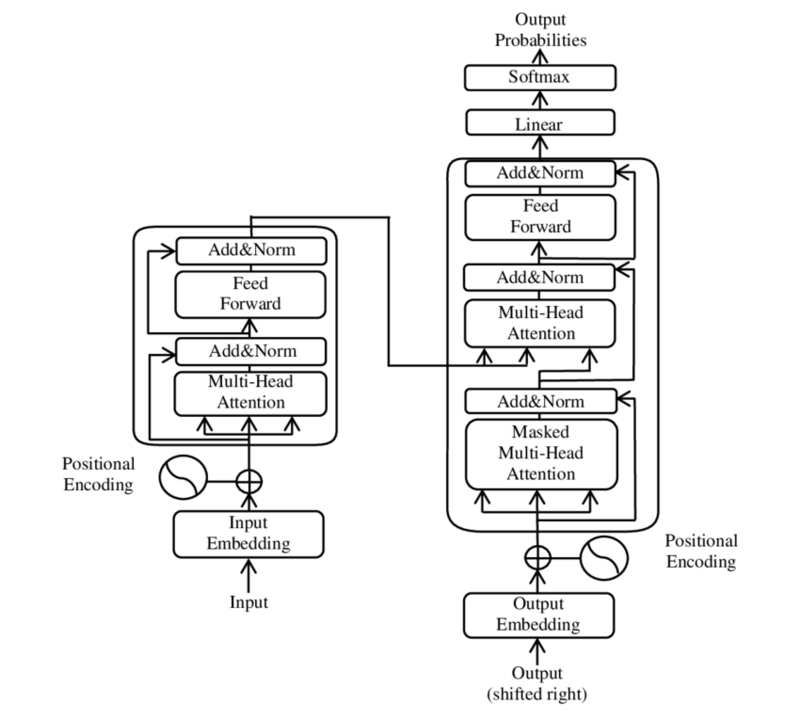 Output
Probabilities
Softmax
Linear
Add&Norm
Feed
Forward
Add&Norm
Multi-Head
Attention
Add&Norm
Masked
Multi-Head
Attention
Positional
Encoding
Output
Embedding
Output
(shifted right)
Add&Norm
Feed
Forward
Add&Norm
Multi-Head
Attention
Positional
Encoding
Input
Embedding
Input